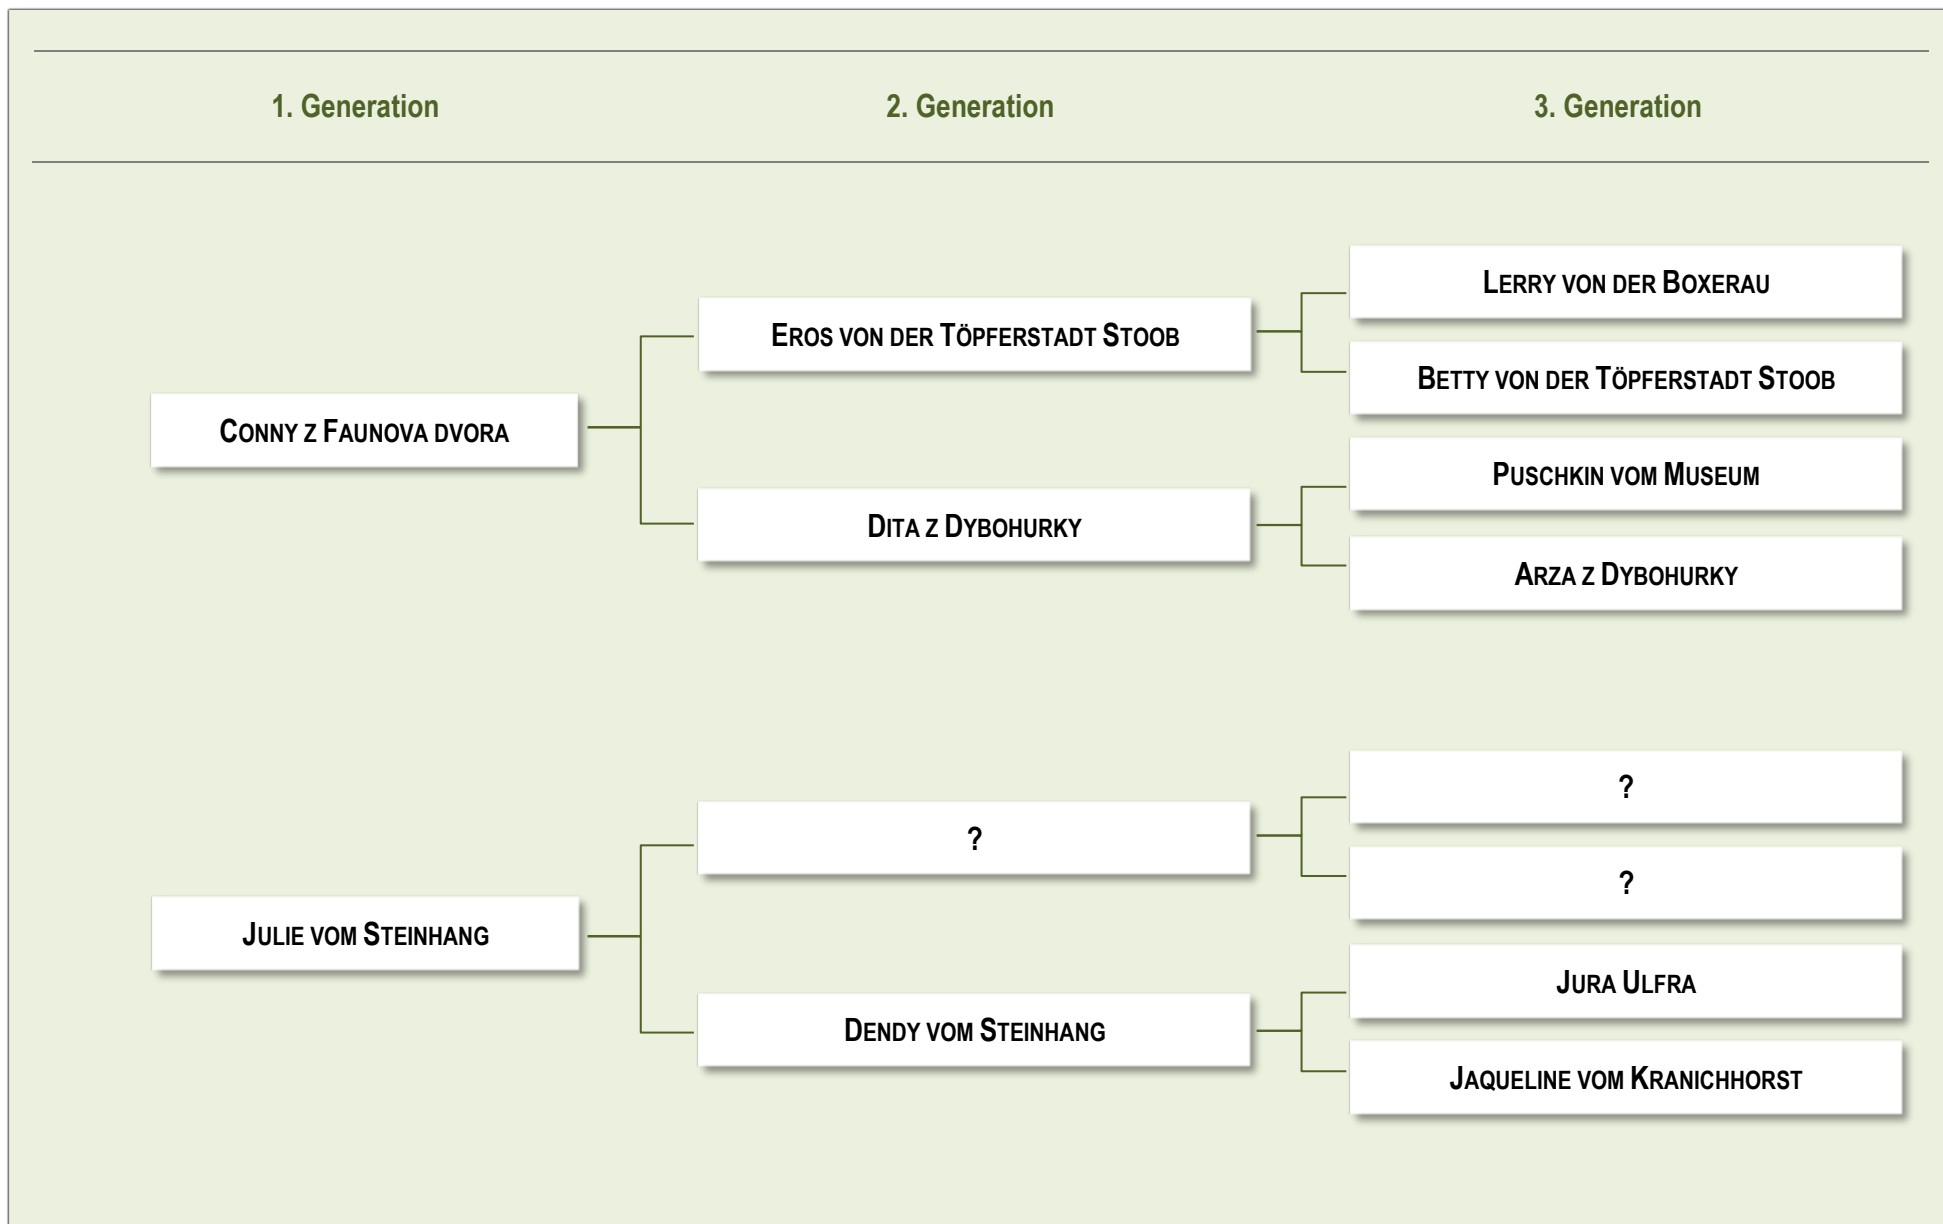 1. Generation 2. Generation 3. Generation
Lerry von der Boxerau
Eros von der Töpferstadt Stoob
Betty von der Töpferstadt Stoob
Conny z Faunova dvora
Puschkin vom Museum
Dita z Dybohurky
Arza z Dybohurky
?
?
?
Julie vom Steinhang
Jura Ulfra
Dendy vom Steinhang
Jaqueline vom Kranichhorst